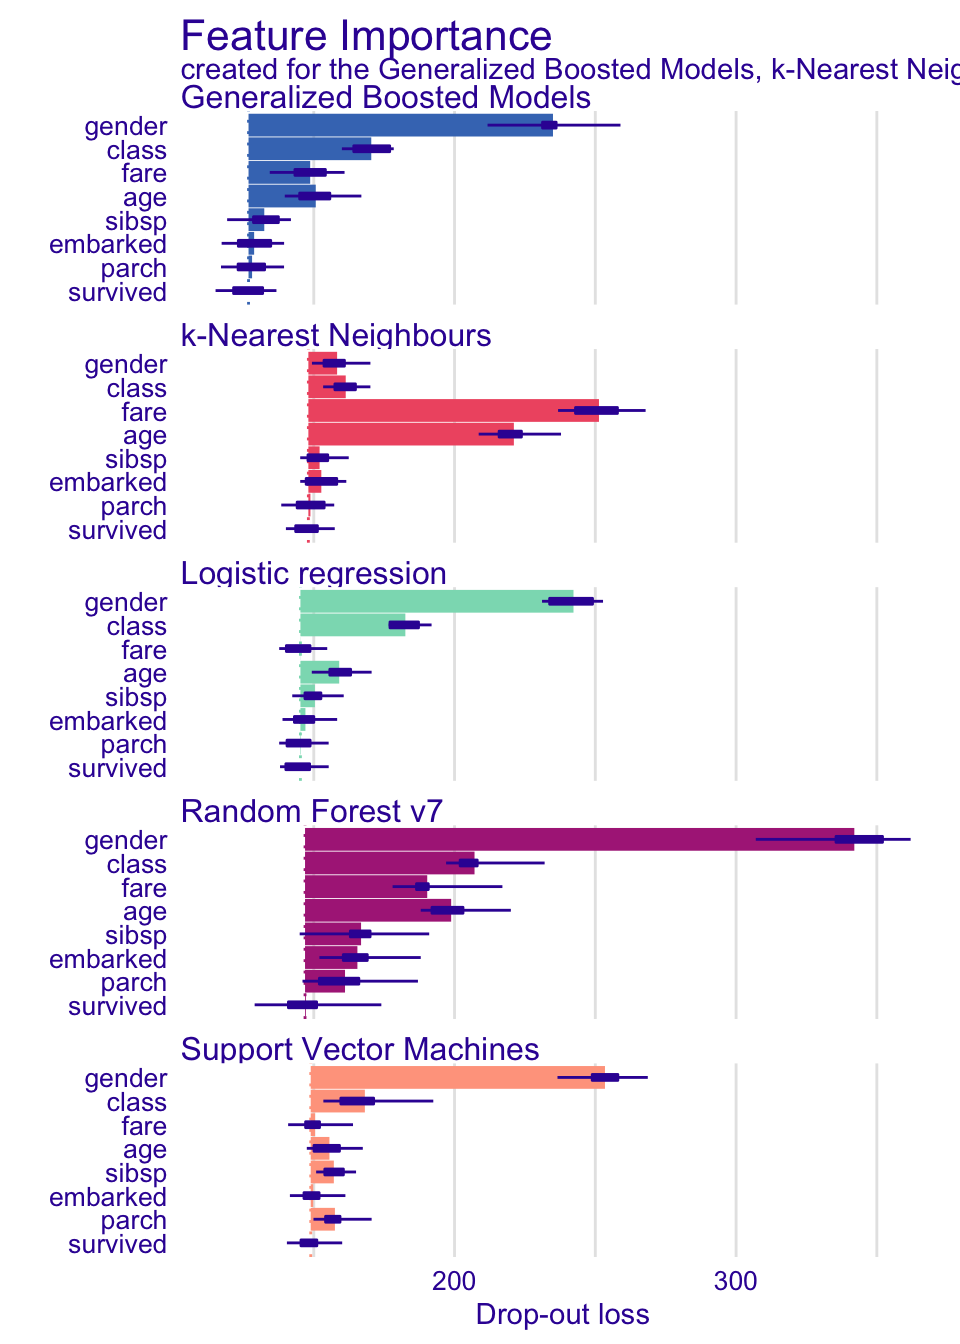 Feature Importance
created for the Generalized Boosted Models, k-Nearest Neig
Generalized Boosted Models
gender
class
fare
age
sibsp
embarked
parch
survived
k-Nearest Neighbours
gender
class
fare
age
sibsp
embarked
parch
survived
Logistic regression
gender
class
fare
age
sibsp
embarked
parch
survived
Random Forest v7
gender
class
fare
age
sibsp
embarked
parch
survived
Support Vector Machines
gender
class
fare
age
sibsp
embarked
parch
survived
200 300
Drop-out loss